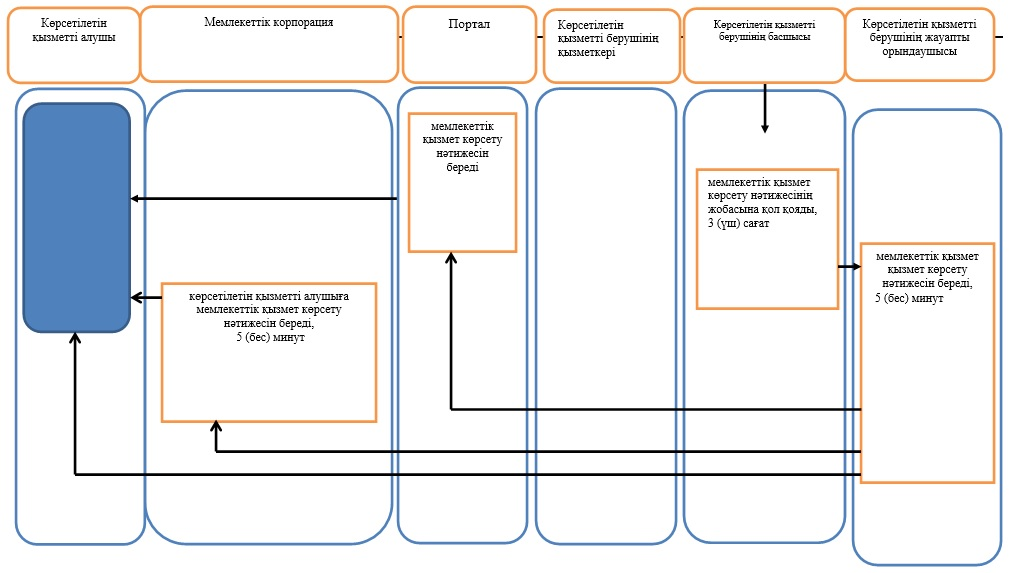 Көрсетілетін
қызметті алушы
Мемлекеттік корпорация
Портал
Көрсетілетін
қызметті берушінің
қызметкері
Көрсетілетін қызметті
берушінің басшысы
Көрсетілетін қызметті
берушінің жауапты
орындаушысы
мемлекеттік
қызмет көрсету
нәтижесін
береді
мемлекеттік қызмет
көрсету нәтижесінің
жобасына қол қояды,
3 (үш) сағат
мемлекеттік қызмет
қызмет көрсету
нәтижесін береді,
5 (бес) минут
көрсетілетін қызметті алушыға
мемлекеттік қызмет көрсету
нәтижесін береді,
5 (бес) минут